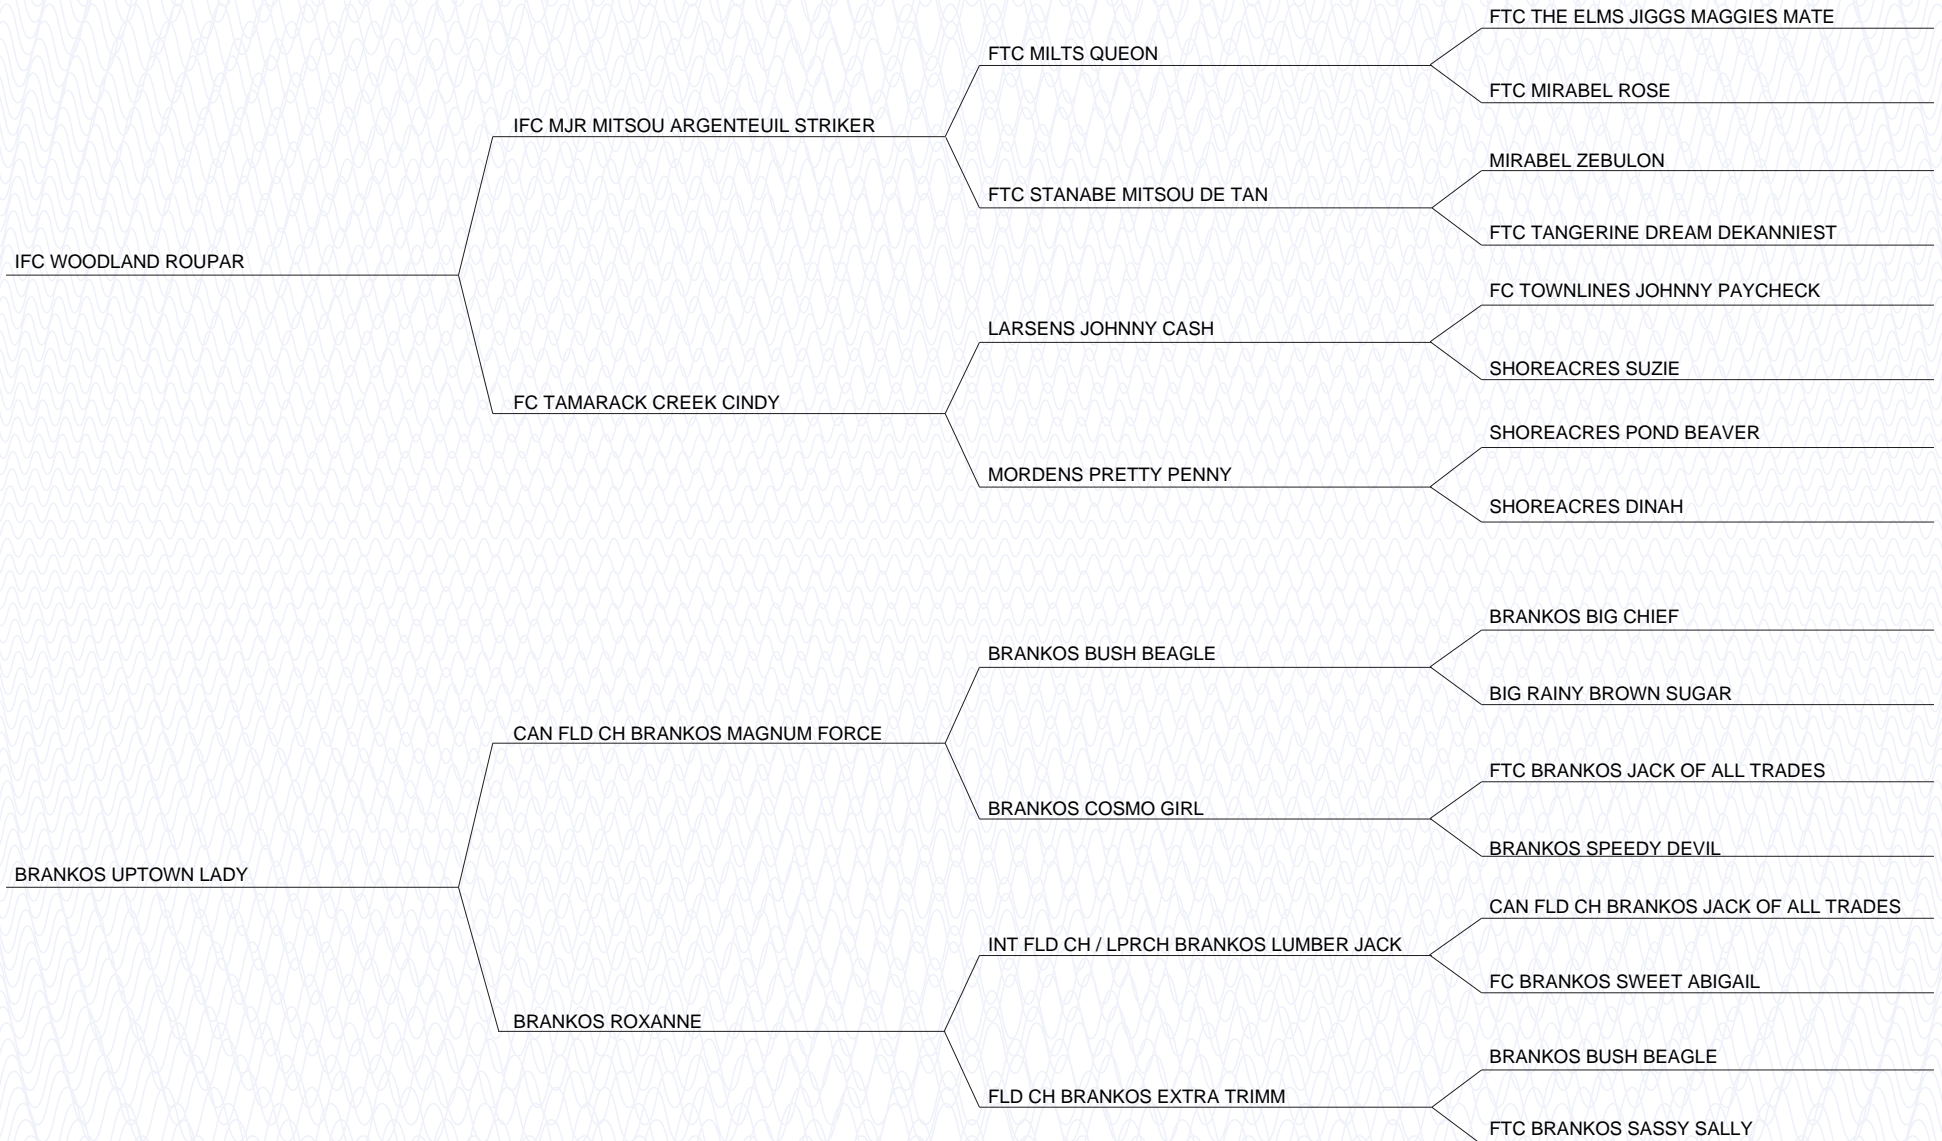 FTC THE ELMS JIGGS MAGGIES MATE
FTC MILTS QUEON
FTC MIRABEL ROSE
IFC MJR MITSOU ARGENTEUIL STRIKER
MIRABEL ZEBULON
FTC STANABE MITSOU DE TAN
FTC TANGERINE DREAM DEKANNIEST
IFC WOODLAND ROUPAR
FC TOWNLINES JOHNNY PAYCHECK
LARSENS JOHNNY CASH
SHOREACRES SUZIE
FC TAMARACK CREEK CINDY
SHOREACRES POND BEAVER
MORDENS PRETTY PENNY
SHOREACRES DINAH
BRANKOS BIG CHIEF
BRANKOS BUSH BEAGLE
BIG RAINY BROWN SUGAR
CAN FLD CH BRANKOS MAGNUM FORCE
FTC BRANKOS JACK OF ALL TRADES
BRANKOS COSMO GIRL
BRANKOS SPEEDY DEVIL
BRANKOS UPTOWN LADY
CAN FLD CH BRANKOS JACK OF ALL TRADES
INT FLD CH / LPRCH BRANKOS LUMBER JACK
FC BRANKOS SWEET ABIGAIL
BRANKOS ROXANNE
BRANKOS BUSH BEAGLE
FLD CH BRANKOS EXTRA TRIMM
FTC BRANKOS SASSY SALLY